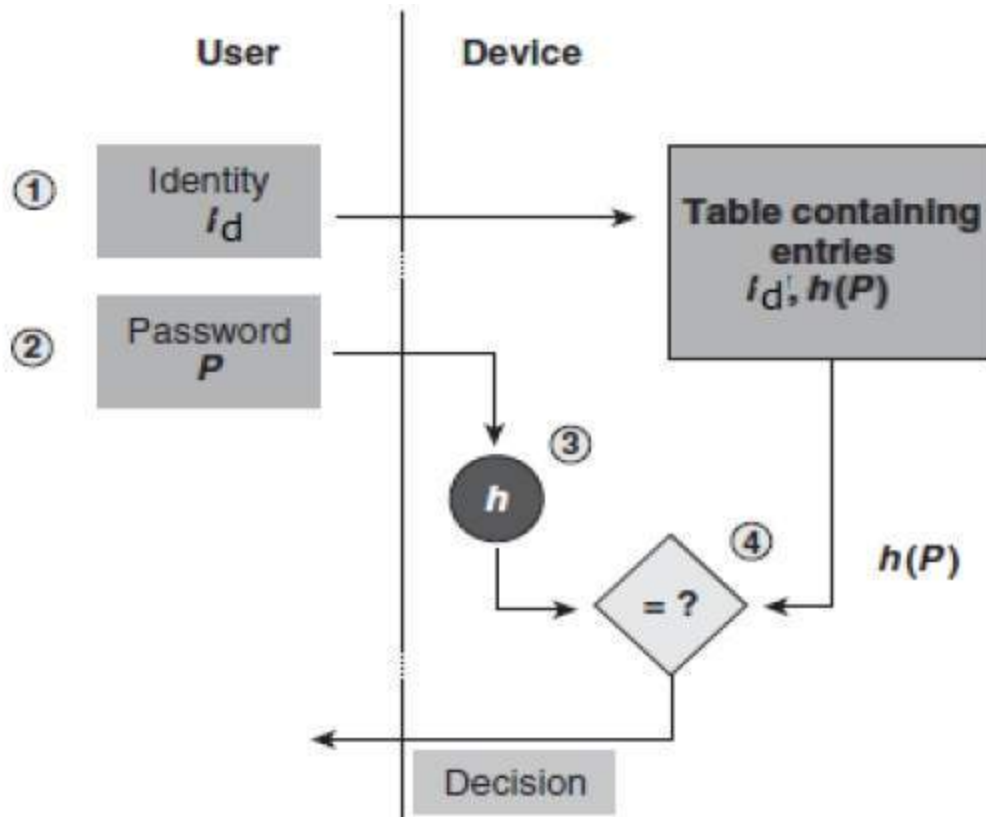 User
Device
①
Identity
id
Table containing
entries
id', h(P)
②
Password
P
③
h
④
= ?
h(P)
Decision